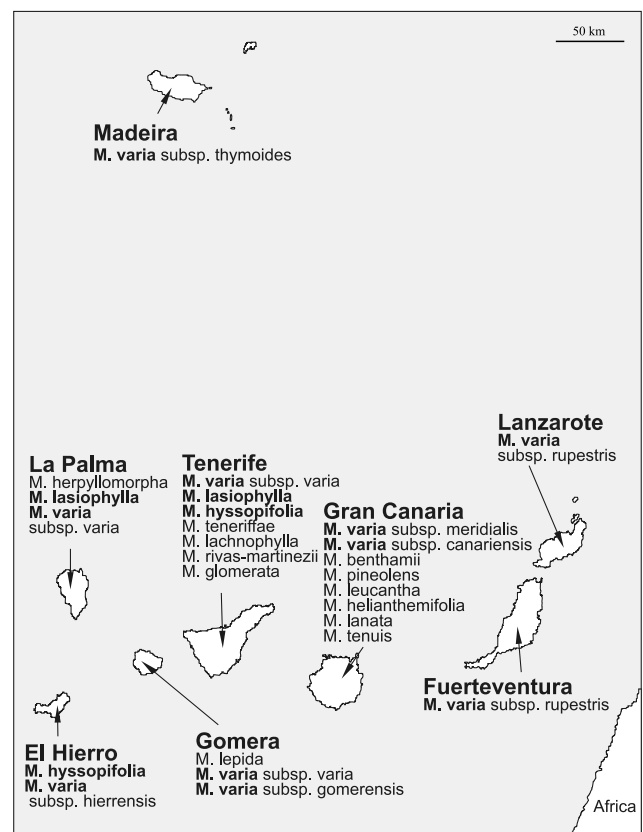 50 km
Madeira
M. varia subsp. thymoides
Lanzarote
M. varia
subsp. rupestris
La Palma
M. herpyllomorpha
M. lasiophylla
M. varia
subsp. varia
Tenerife
M. varia subsp. varia
M. lasiophylla
M. hyssopifolia
M. teneriffae
M. lachnophylla
M. rivas-martinezii
M. glomerata
Gran Canaria
M. varia subsp. meridialis
M. varia subsp. canariensis
M. benthamii
M. pineolens
M. leucantha
M. helianthemifolia
M. lanata
M. tenuis
Fuerteventura
M. varia subsp. rupestris
El Hierro
M. hyssopifolia
M. varia
subsp. hierrensis
Gomera
M. lepida
M. varia subsp. varia
M. varia subsp. gomerensis
Africa